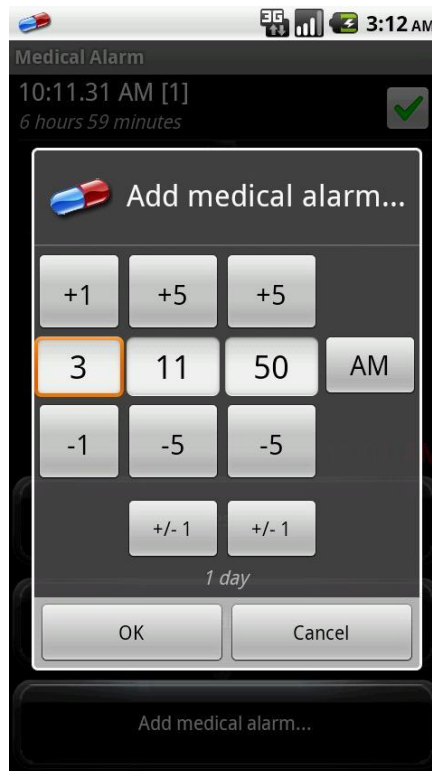 3G 3:12 AM
Medical Alarm
10:11.31 AM [1]
6 hours 59 minutes
Add medical alarm...
+1 +5 +5
3 11 50 AM
-1 -5 -5
+/- 1 +/- 1
1 day
OK Cancel
Add medical alarm...